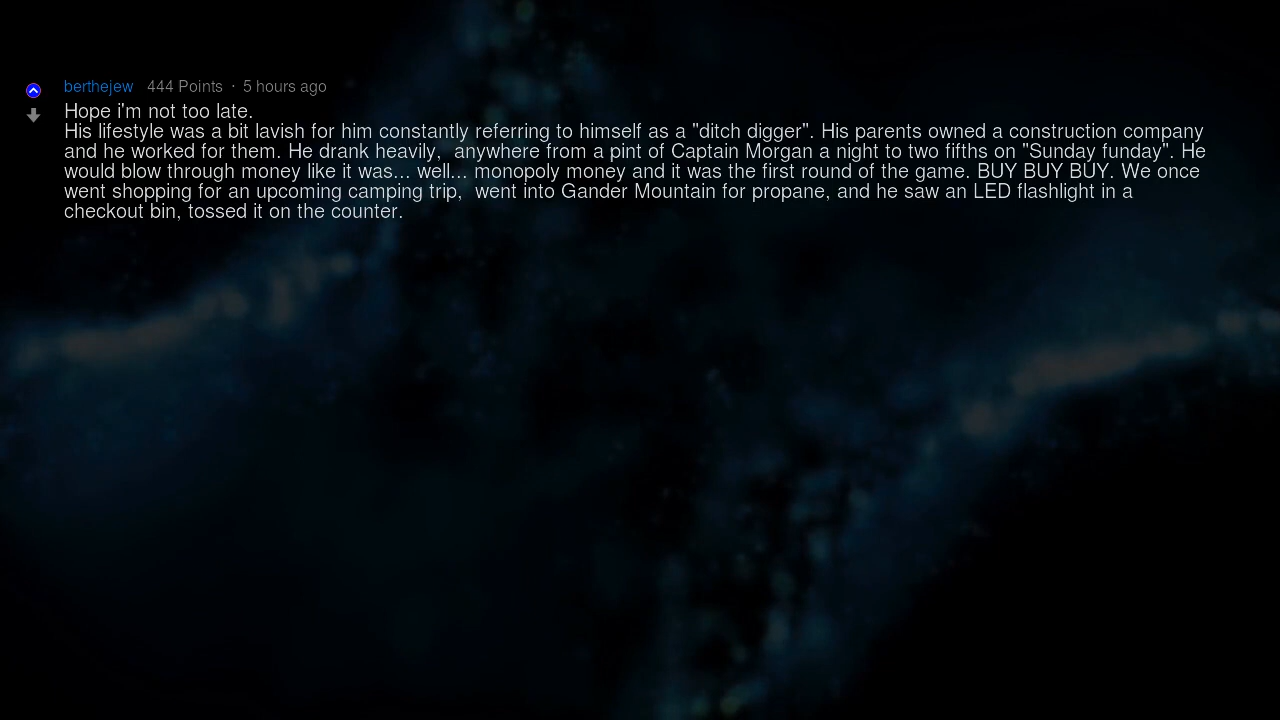 berthejew 444 Points · 5 hours ago
Hope i'm not too late.
His lifestyle was a bit lavish for him constantly referring to himself as a "ditch digger". His parents owned a construction company
and he worked for them. He drank heavily,  anywhere from a pint of Captain Morgan a night to two fifths on "Sunday funday". He
would blow through money like it was... well... monopoly money and it was the first round of the game. BUY BUY BUY. We once
went shopping for an upcoming camping trip,  went into Gander Mountain for propane, and he saw an LED flashlight in a
checkout bin, tossed it on the counter.